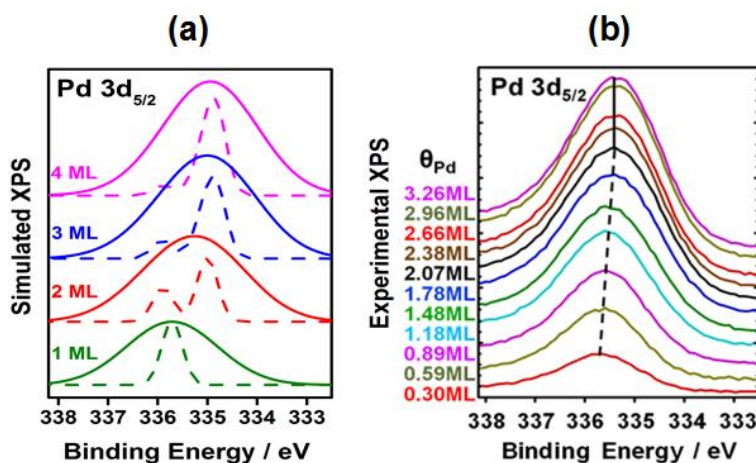 (a)
(b)
Pd 3d5/2
4 ML
3 ML
2 ML
1 ML
Simulated XPS
338 337 336 335 334 333
Binding Energy / eV
Pd 3d5/2
θPd
3.26ML
2.96ML
2.66ML
2.38ML
2.07ML
1.78ML
1.48ML
1.18ML
0.89ML
0.59ML
0.30ML
Experimental XPS
338 337 336 335 334 333
Binding Energy / eV